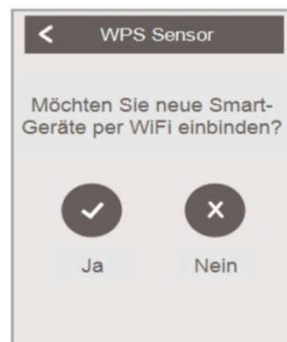 WPS Sensor
Möchten Sie neue Smart-
Geräte per WiFi einbinden?
Ja
Nein